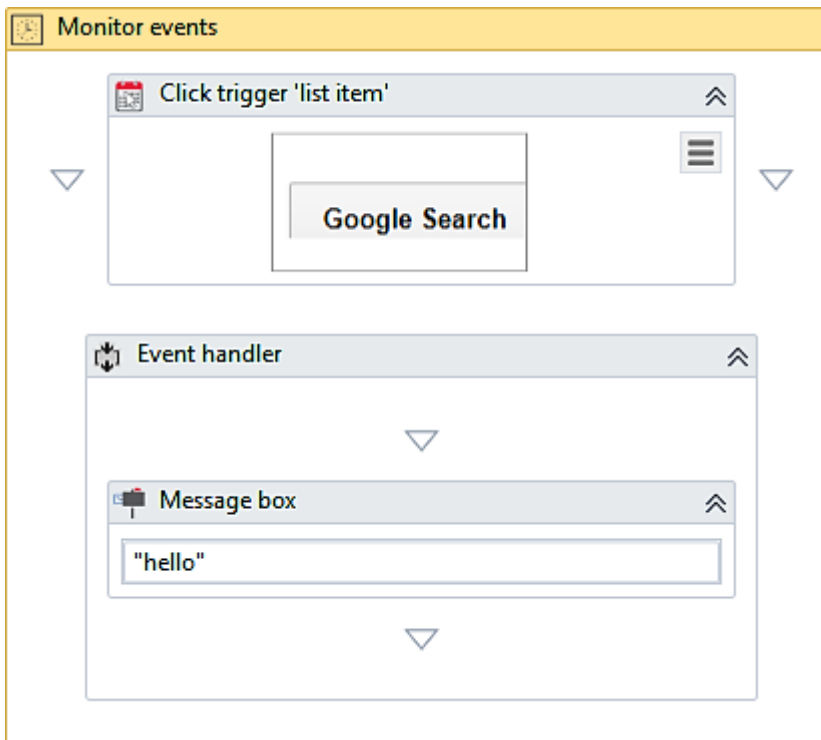 Monitor events
Click trigger 'list item'
Google Search
Event handler
Message box
"hello"